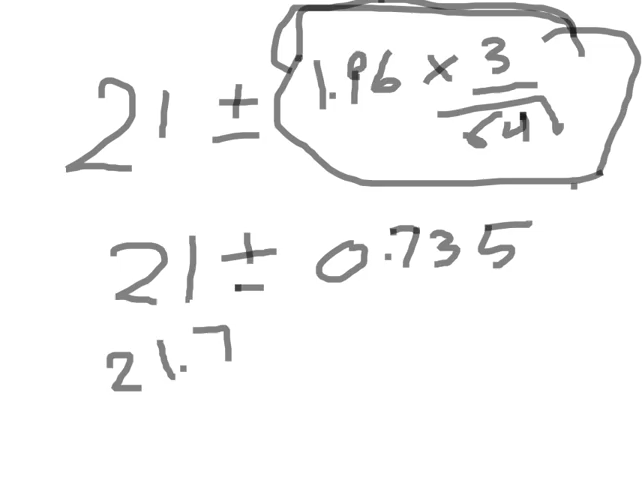 21 ± 1.96 × 3/√64
21 ± 0.735
21.7